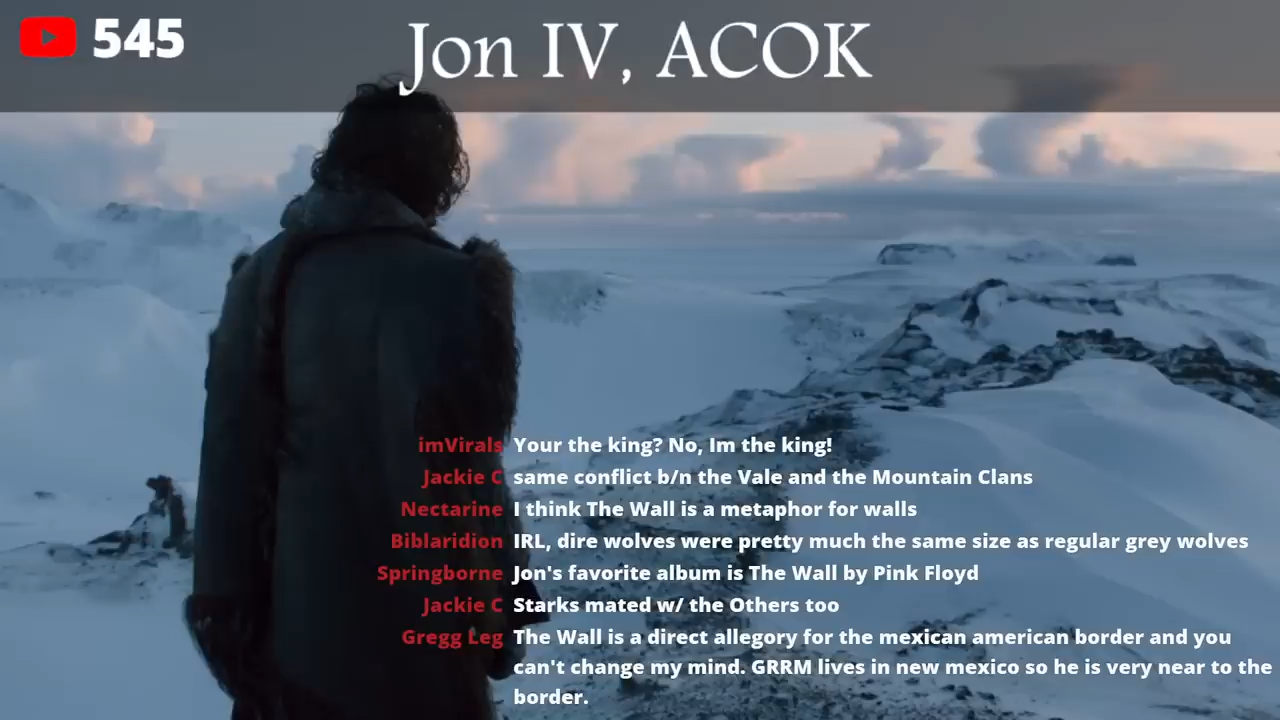 545
Jon IV, ACOK
imVirals Your the king? No, Im the king!
Jackie C same conflict b/n the Vale and the Mountain Clans
Nectarine I think The Wall is a metaphor for walls
Biblaridion IRL, dire wolves were pretty much the same size as regular grey wolves
Springborne Jon's favorite album is The Wall by Pink Floyd
Jackie C Starks mated w/ the Others too
Gregg Leg The Wall is a direct allegory for the mexican american border and you
can't change my mind. GRRM lives in new mexico so he is very near to the
border.